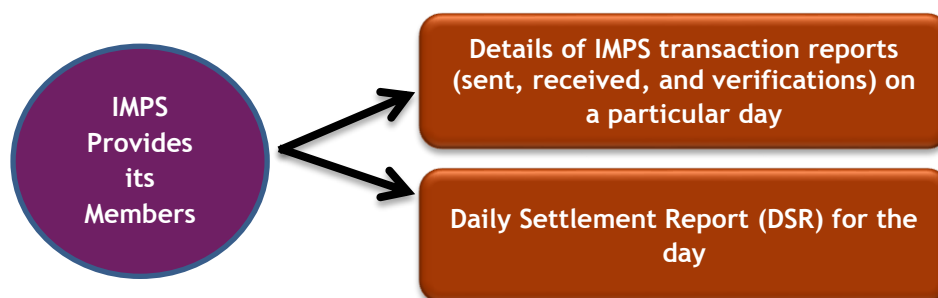 IMPS
Provides
its
Members
Details of IMPS transaction reports
(sent, received, and verifications) on
a particular day
Daily Settlement Report (DSR) for the
day